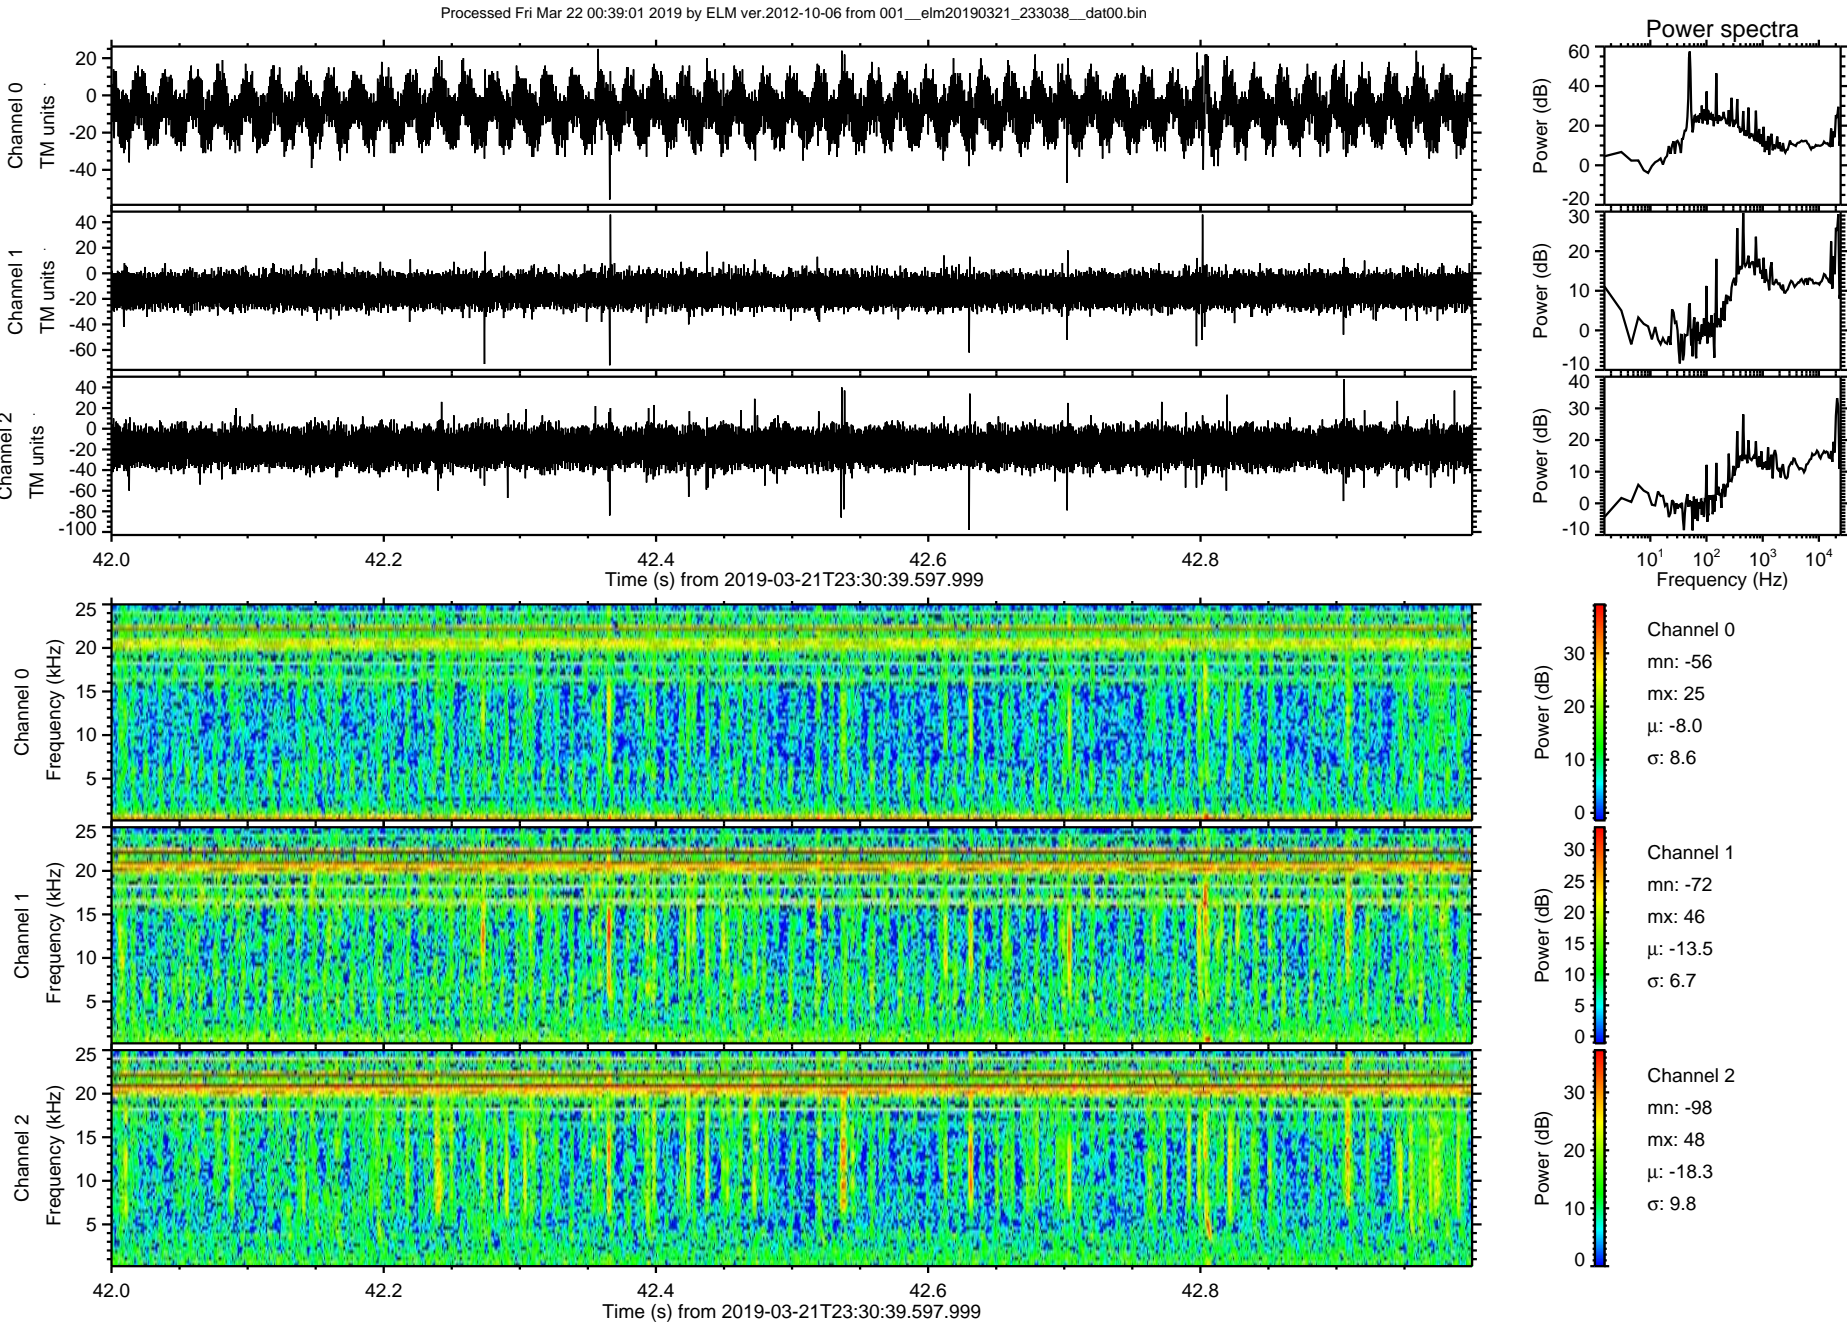 Processed Fri Mar 22 00:39:01 2019 by ELM ver.2012-10-06 from 001__elm20190321_233038__dat00.bin
Power spectra
Channel 0
TM units
20
0
-20
-40
Power (dB)
60
40
20
0
-20
Channel 1
TM units
40
20
0
-20
-40
-60
Power (dB)
30
20
10
0
-10
Channel 2
TM units
40
20
0
-20
-40
-60
-80
-100
Power (dB)
40
30
20
10
0
-10
42.0 42.2 42.4 42.6 42.8
Time (s) from 2019-03-21T23:30:39.597.999
10^1 10^2 10^3 10^4
Frequency (Hz)
Channel 0
Frequency (kHz)
25
20
15
10
5
Power (dB)
30
20
10
0
Channel 0
mn: -56
mx: 25
μ: -8.0
σ: 8.6
Channel 1
Frequency (kHz)
25
20
15
10
5
Power (dB)
30
25
20
15
10
5
0
Channel 1
mn: -72
mx: 46
μ: -13.5
σ: 6.7
Channel 2
Frequency (kHz)
25
20
15
10
5
Power (dB)
30
20
10
0
Channel 2
mn: -98
mx: 48
μ: -18.3
σ: 9.8
42.0 42.2 42.4 42.6 42.8
Time (s) from 2019-03-21T23:30:39.597.999